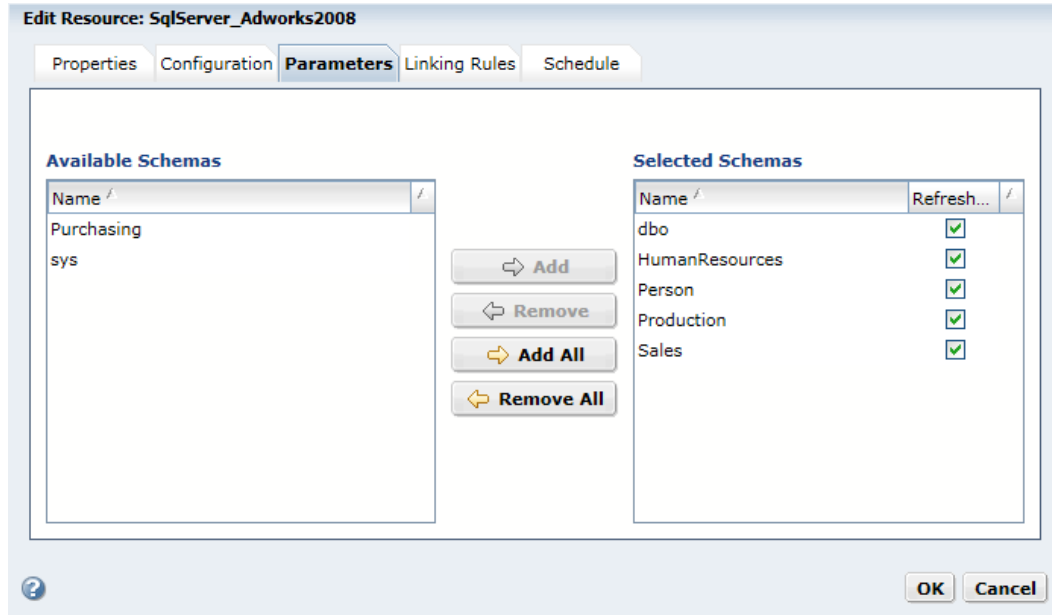 Edit Resource: SqlServer_Adworks2008
Properties Configuration Parameters Linking Rules Schedule
Available Schemas
Name
Purchasing
sys
Add
Remove
Add All
Remove All
Selected Schemas
Name Refresh...
dbo
HumanResources
Person
Production
Sales
?
OK Cancel